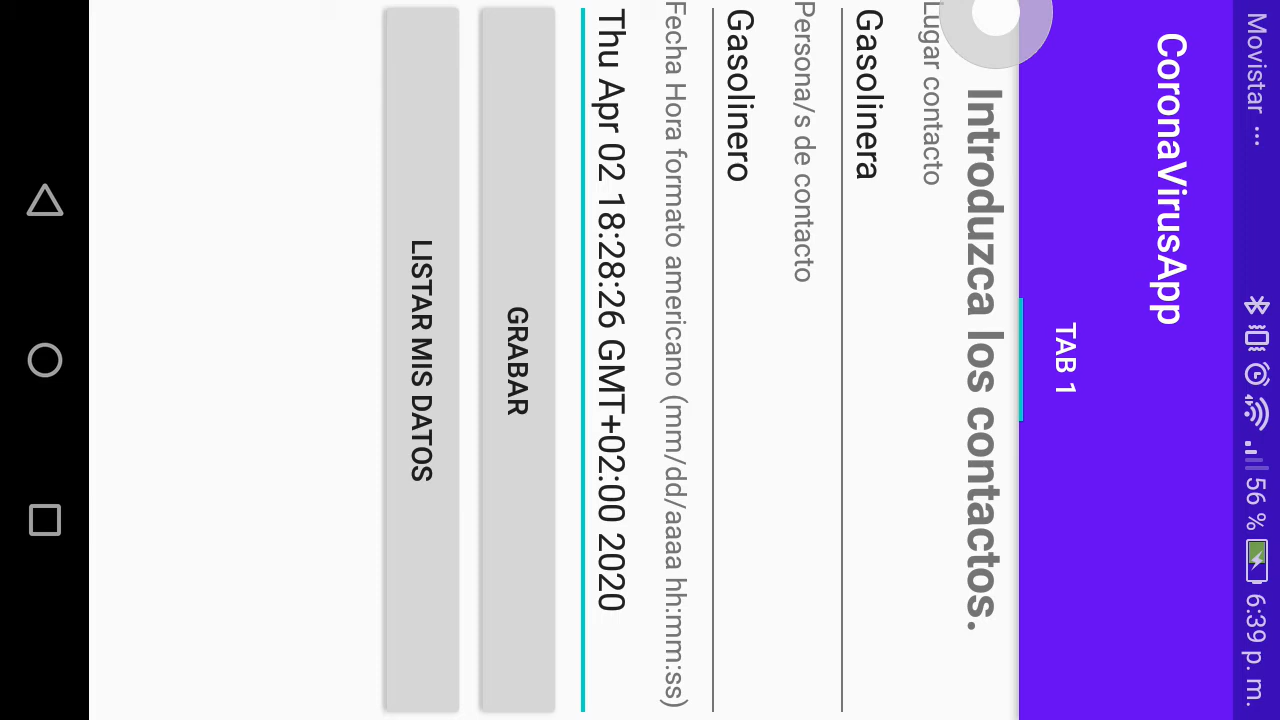 Movistar ... 56 % 6:39 p. m.
CoronaVirusApp
TAB 1
Introduzca los contactos.
Lugar contacto
Gasolinera
Persona/s de contacto
Gasolinero
Fecha Hora formato americano (mm/dd/aaaa hh:mm:ss)
Thu Apr 02 18:28:26 GMT+02:00 2020
GRABAR
LISTAR MIS DATOS